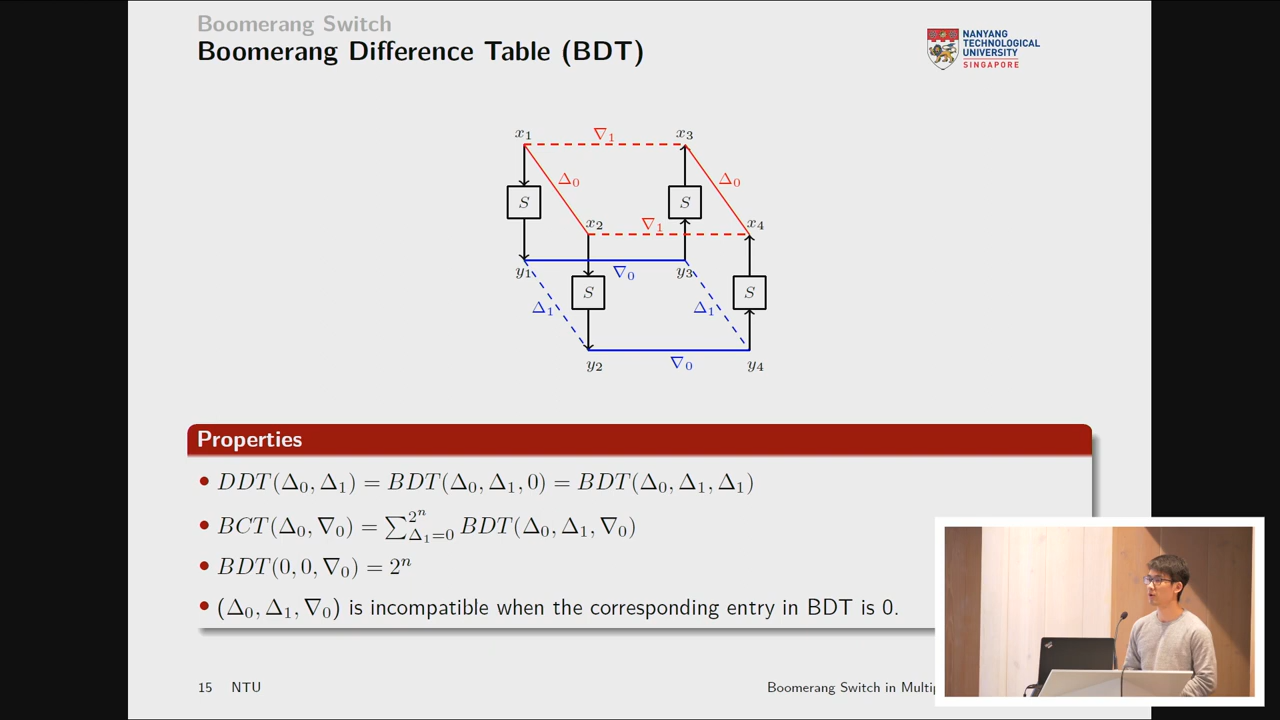 Boomerang Switch
Boomerang Difference Table (BDT)
NANYANG
TECHNOLOGICAL
UNIVERSITY
SINGAPORE
x₁ ∇₁ x₃
Δ₀ Δ₀
S S
x₂ ∇₁ x₄
y₁ ∇₀ y₃
S S
Δ₁ Δ₁
y₂ ∇₀ y₄
Properties
• DDT(Δ₀, Δ₁) = BDT(Δ₀, Δ₁, 0) = BDT(Δ₀, Δ₁, Δ₁)
• BCT(Δ₀, ∇₀) = ∑_{Δ₁=0}^{2ⁿ} BDT(Δ₀, Δ₁, ∇₀)
• BDT(0, 0, ∇₀) = 2ⁿ
• (Δ₀, Δ₁, ∇₀) is incompatible when the corresponding entry in BDT is 0.
15 NTU Boomerang Switch in